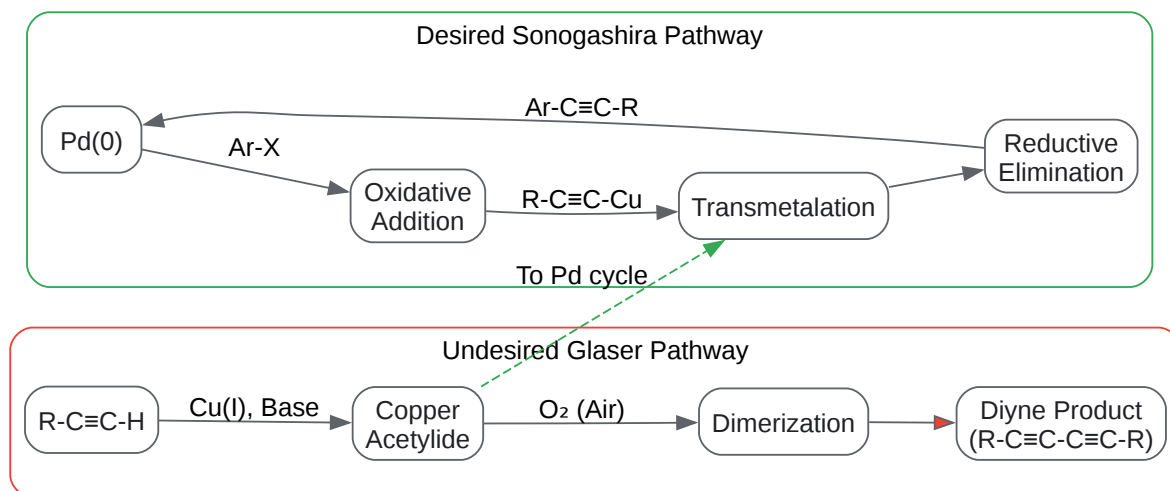 Desired Sonogashira Pathway
Ar-C≡C-R
Pd(0)
Ar-X
Reductive
Elimination
Oxidative
Addition
R-C≡C-Cu
Transmetalation
To Pd cycle
Undesired Glaser Pathway
R-C≡C-H
Cu(I), Base
Copper
Acetylide
O₂ (Air)
Dimerization
Diyne Product
(R-C≡C-C≡C-R)